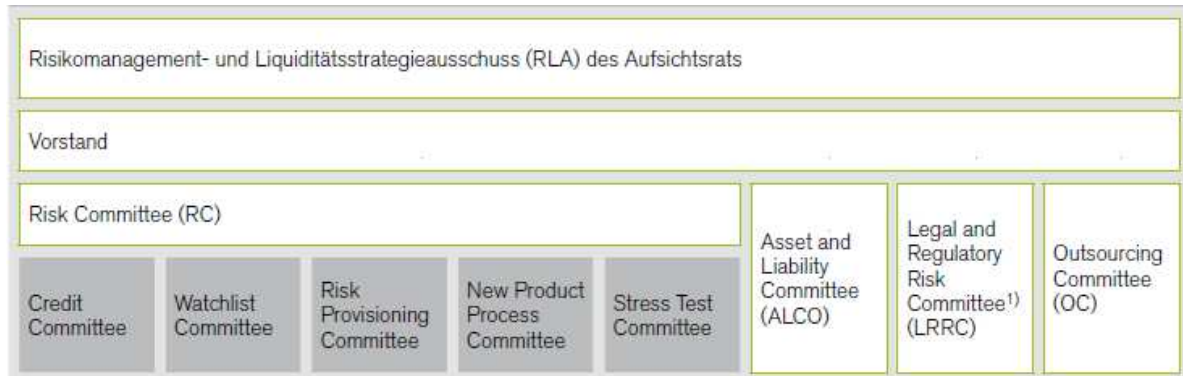 Risikomanagement- und Liquiditätsstrategieausschuss (RLA) des Aufsichtsrats
Vorstand
Risk Committee (RC)
Asset and
Liability
Committee
(ALCO)
Legal and
Regulatory
Risk
Committee¹⁾
(LRRC)
Outsourcing
Committee
(OC)
Credit
Committee
Watchlist
Committee
Risk
Provisioning
Committee
New Product
Process
Committee
Stress Test
Committee